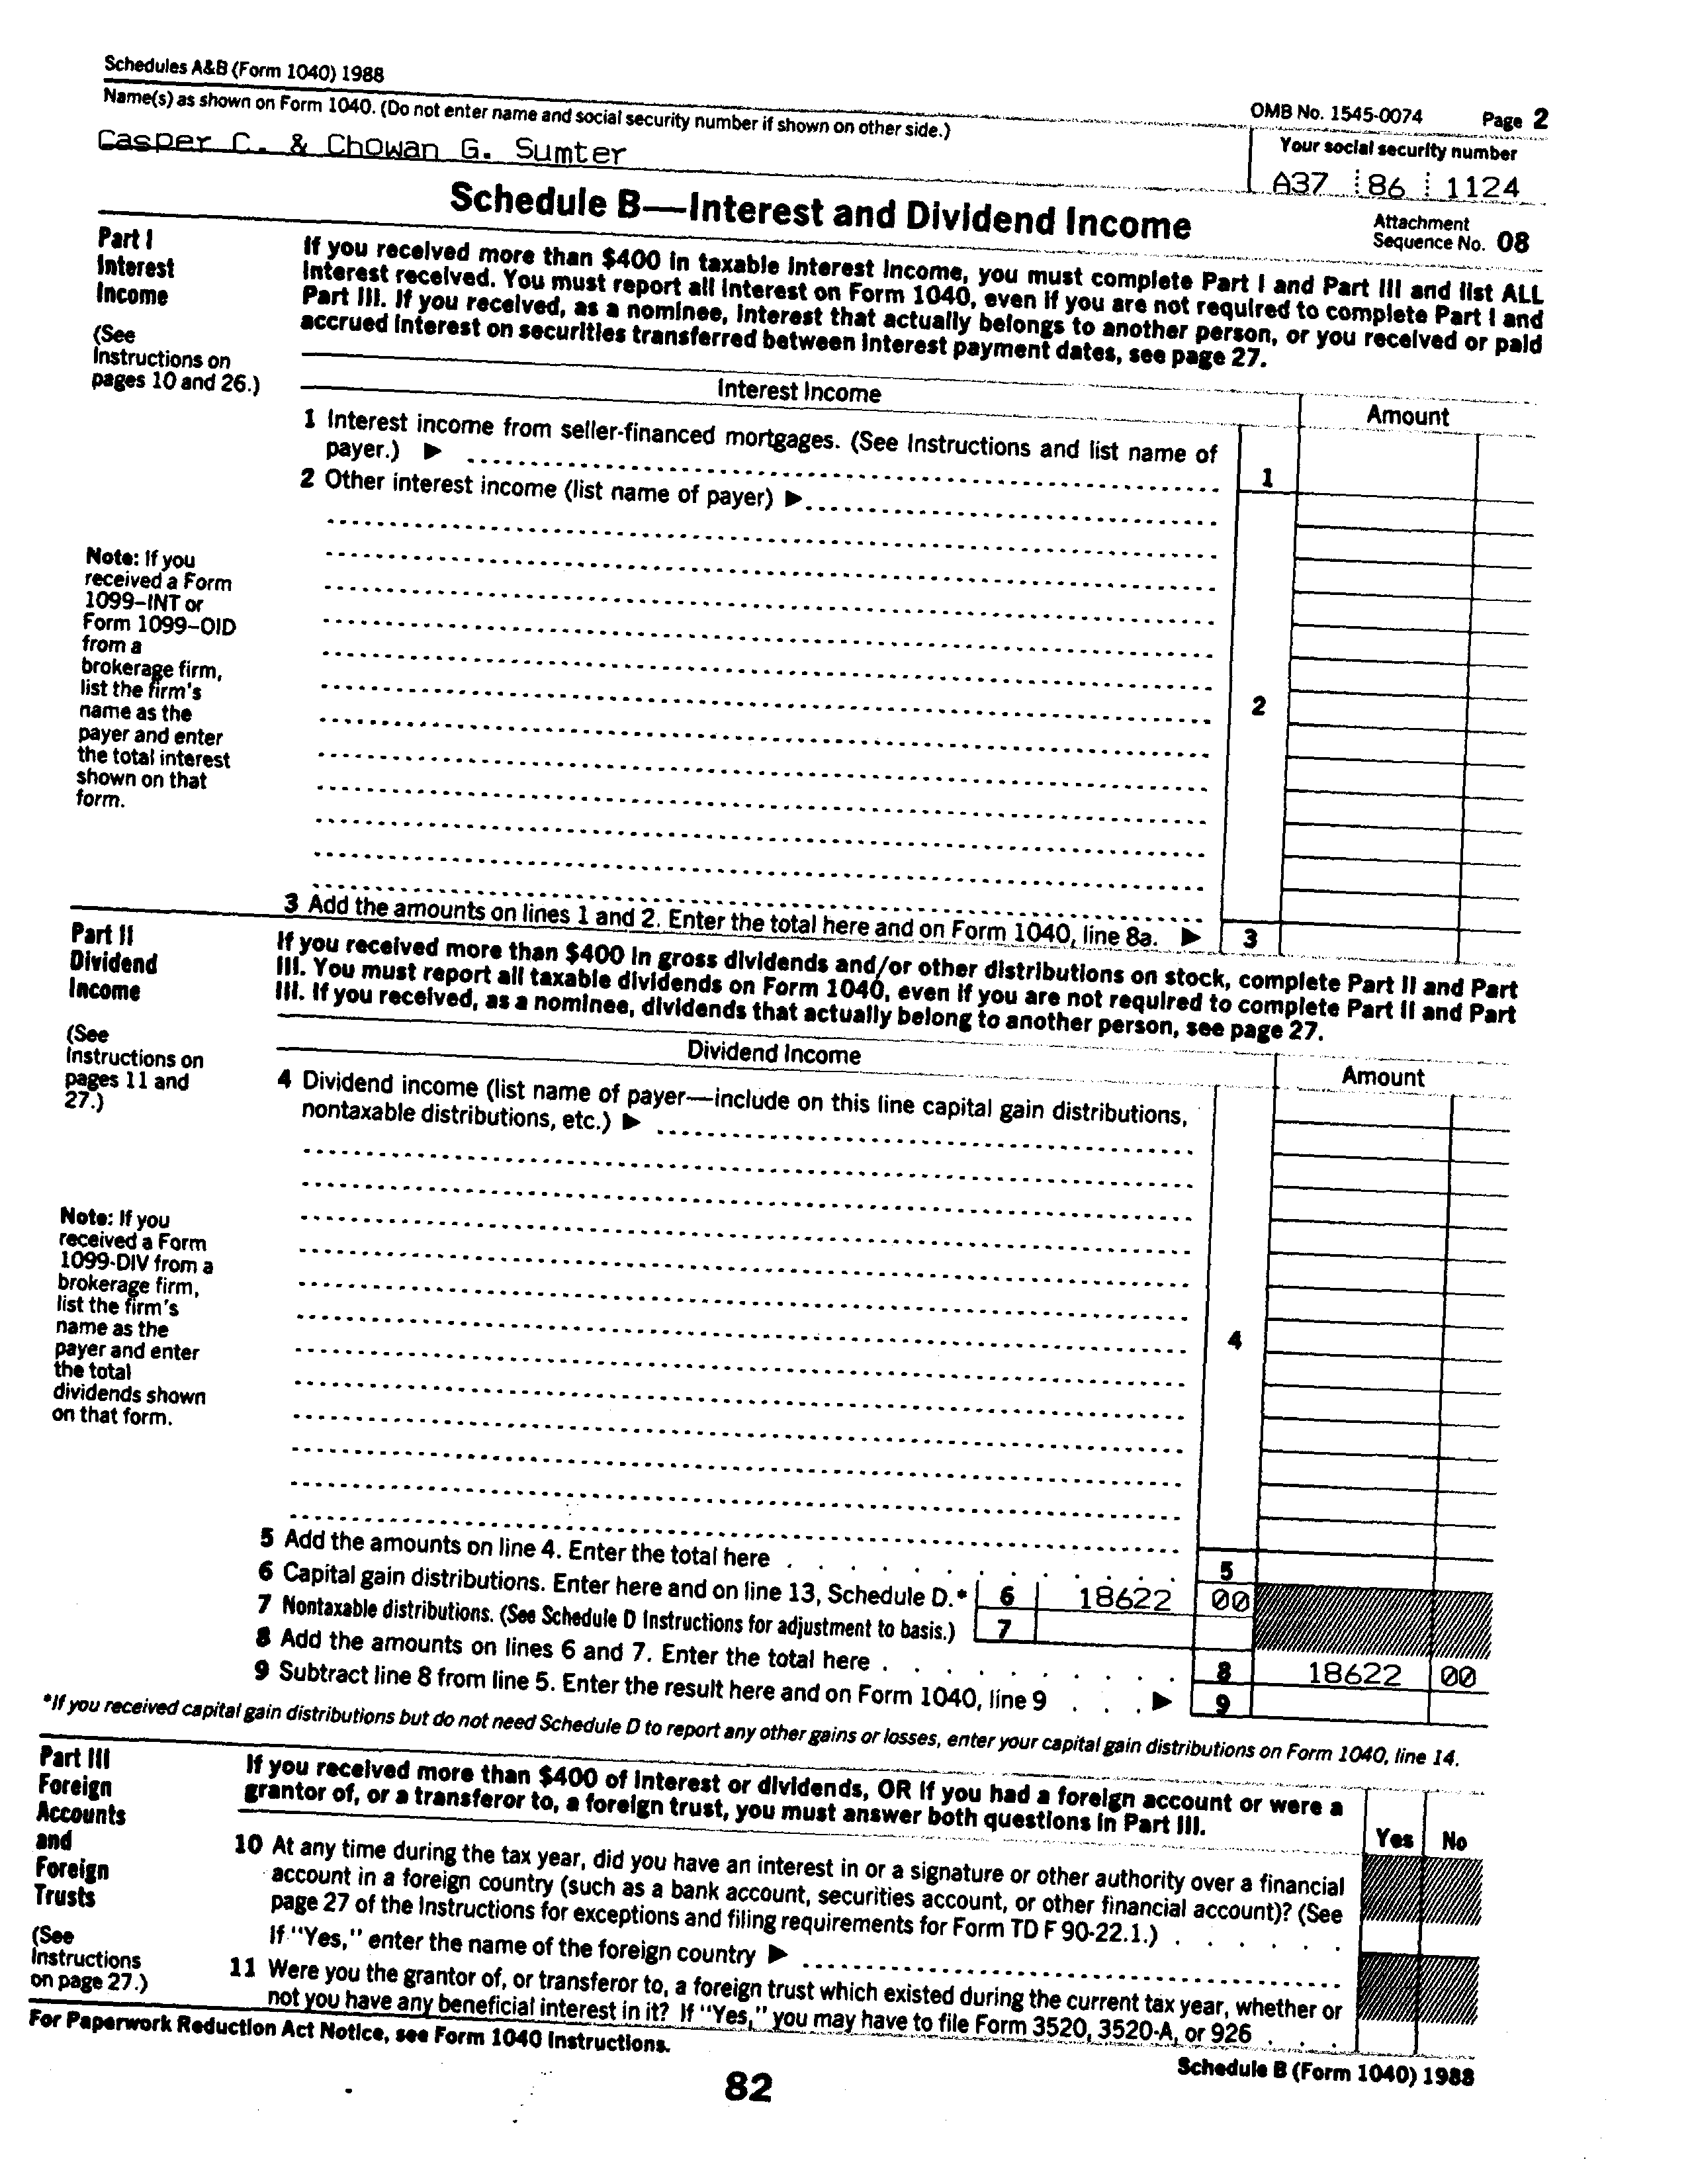 Schedules A&B (Form 1040) 1988
OMB No. 1545-0074 Page 2
Name(s) as shown on Form 1040. (Do not enter name and social security number if shown on other side.)
Your social security number
Casper C. & Chowan G. Sumter
A37 86 1124
Schedule B—Interest and Dividend Income
Attachment
Sequence No. 08
Part I
Interest
Income
(See
Instructions on
pages 10 and 26.)
If you received more than $400 in taxable interest income, you must complete Part I and Part III and list ALL
interest received. You must report all interest on Form 1040, even if you are not required to complete Part I and
Part III. If you received, as a nominee, interest that actually belongs to another person, or you received or paid
accrued interest on securities transferred between interest payment dates, see page 27.
Interest Income
Amount
1 Interest income from seller-financed mortgages. (See Instructions and list name of
payer.) ▶
1
2 Other interest income (list name of payer) ▶
Note: If you
received a Form
1099–INT or
Form 1099–OID
from a
brokerage firm,
list the firm's
name as the
payer and enter
the total interest
shown on that
form.
2
3 Add the amounts on lines 1 and 2. Enter the total here and on Form 1040, line 8a. ▶ 3
Part II
Dividend
Income
(See
Instructions on
pages 11 and
27.)
If you received more than $400 in gross dividends and/or other distributions on stock, complete Part II and Part
III. You must report all taxable dividends on Form 1040, even if you are not required to complete Part II and Part
III. If you received, as a nominee, dividends that actually belong to another person, see page 27.
Dividend Income
Amount
4 Dividend income (list name of payer—include on this line capital gain distributions,
nontaxable distributions, etc.) ▶
Note: If you
received a Form
1099-DIV from a
brokerage firm,
list the firm's
name as the
payer and enter
the total
dividends shown
on that form.
4
5 Add the amounts on line 4. Enter the total here . . . . . . . . . . . 5
6 Capital gain distributions. Enter here and on line 13, Schedule D.* 6 18622 00
7 Nontaxable distributions. (See Schedule D Instructions for adjustment to basis.) 7
8 Add the amounts on lines 6 and 7. Enter the total here . . . . . . . . . 8 18622 00
9 Subtract line 8 from line 5. Enter the result here and on Form 1040, line 9 . . . ▶ 9
*If you received capital gain distributions but do not need Schedule D to report any other gains or losses, enter your capital gain distributions on Form 1040, line 14.
Part III
Foreign
Accounts
and
Foreign
Trusts
(See
Instructions
on page 27.)
If you received more than $400 of interest or dividends, OR if you had a foreign account or were a
grantor of, or a transferor to, a foreign trust, you must answer both questions in Part III.
Yes No
10 At any time during the tax year, did you have an interest in or a signature or other authority over a financial
account in a foreign country (such as a bank account, securities account, or other financial account)? (See
page 27 of the Instructions for exceptions and filing requirements for Form TD F 90-22.1.) . . . . . .
If "Yes," enter the name of the foreign country ▶
11 Were you the grantor of, or transferor to, a foreign trust which existed during the current tax year, whether or
not you have any beneficial interest in it? If "Yes," you may have to file Form 3520, 3520-A, or 926 . . .
For Paperwork Reduction Act Notice, see Form 1040 Instructions.
Schedule B (Form 1040) 1988
82